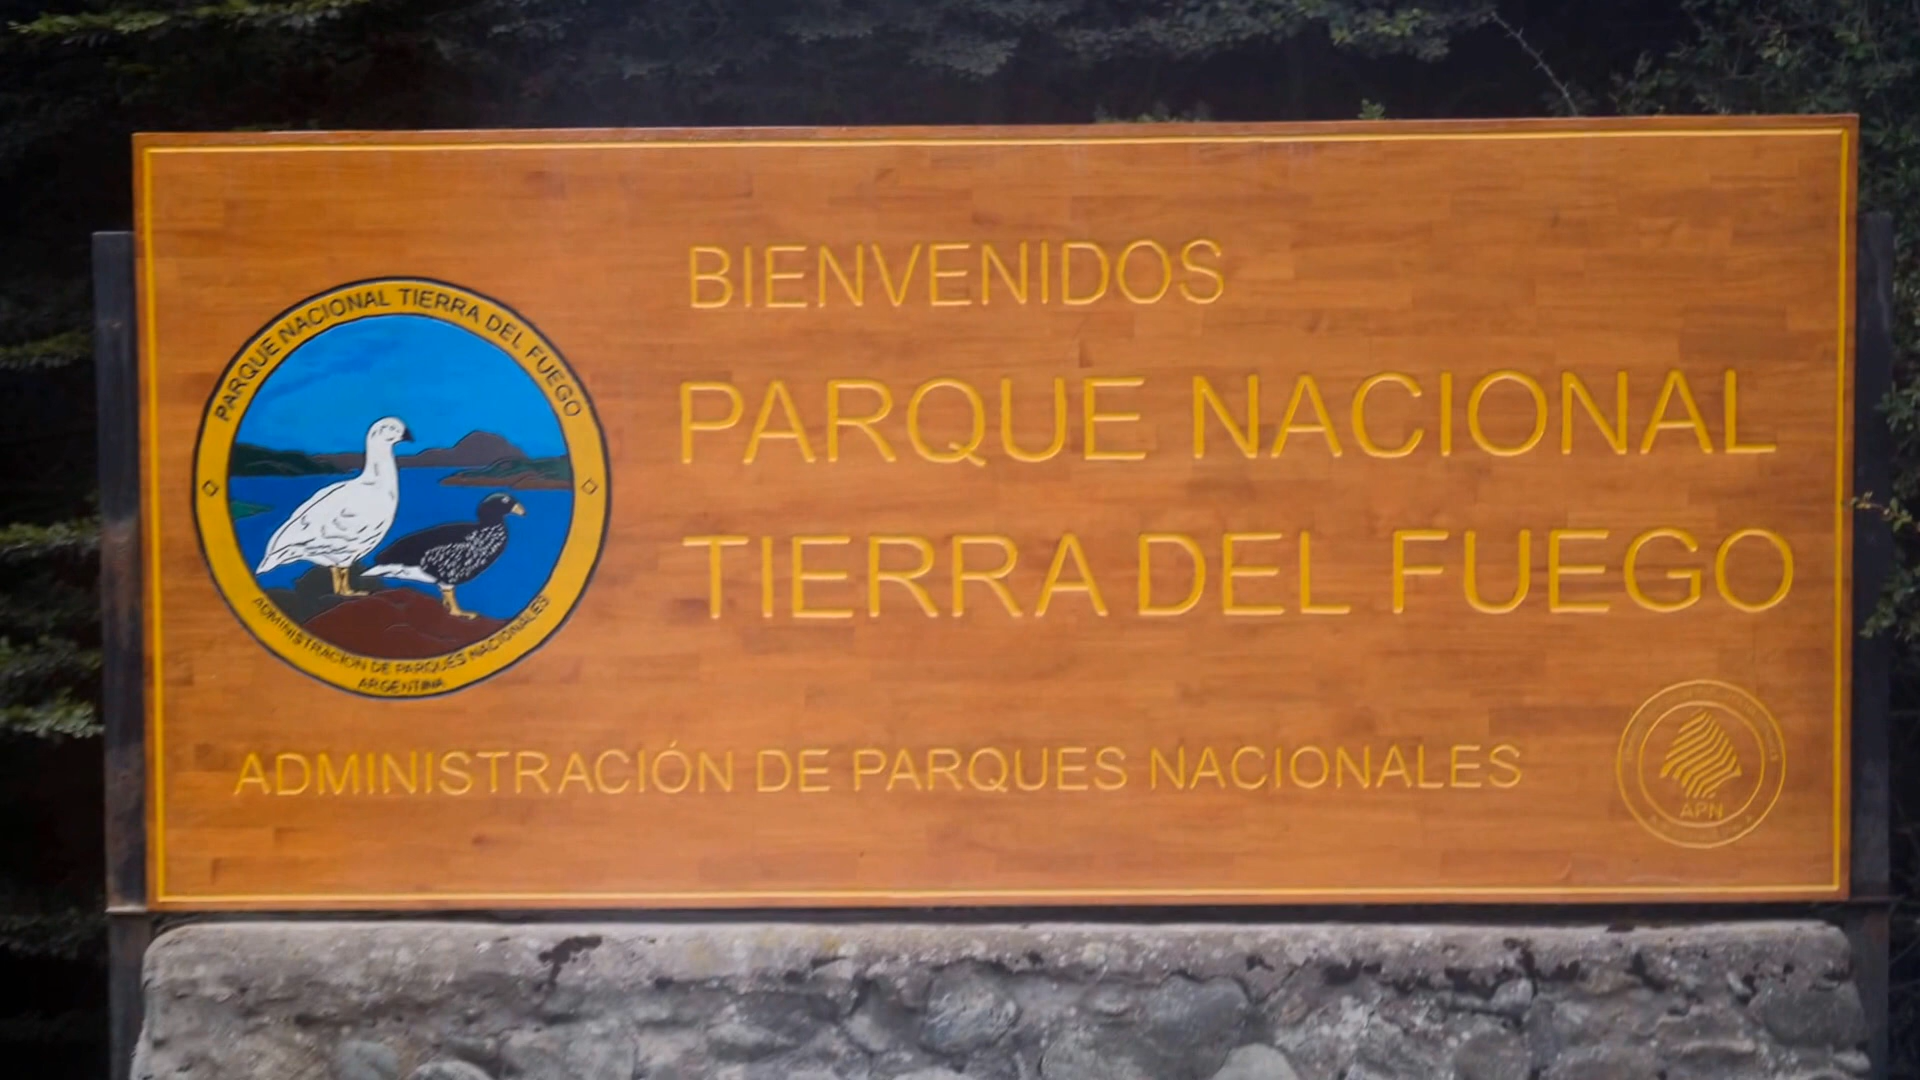 BIENVENIDOS
PARQUE NACIONAL
TIERRA DEL FUEGO
PARQUE NACIONAL TIERRA DEL FUEGO
ADMINISTRACION DE PARQUES NACIONALES
ARGENTINA
ADMINISTRACIÓN DE PARQUES NACIONALES
APN